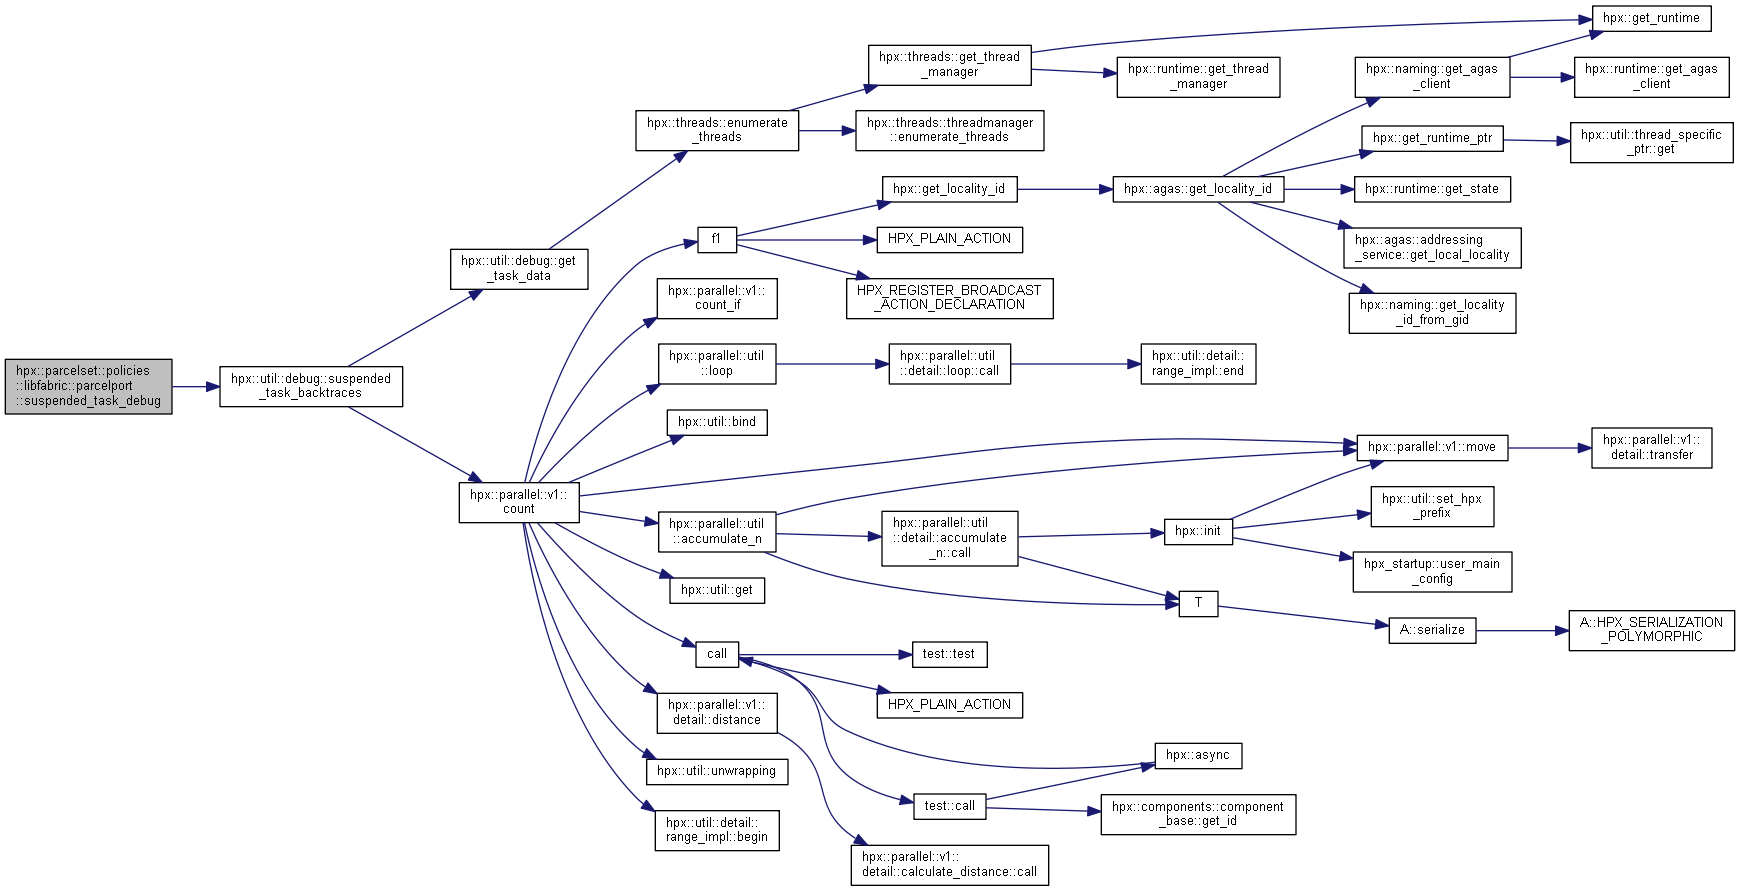 hpx::get_runtime
hpx::threads::get_thread
_manager
hpx::runtime::get_thread
_manager
hpx::naming::get_agas
_client
hpx::runtime::get_agas
_client
hpx::threads::enumerate
_threads
hpx::threads::threadmanager
::enumerate_threads
hpx::get_runtime_ptr
hpx::util::thread_specific
_ptr::get
hpx::get_locality_id
hpx::agas::get_locality_id
hpx::runtime::get_state
f1
HPX_PLAIN_ACTION
hpx::agas::addressing
_service::get_local_locality
hpx::util::debug::get
_task_data
hpx::parallel::v1::
count_if
HPX_REGISTER_BROADCAST
_ACTION_DECLARATION
hpx::naming::get_locality
_id_from_gid
hpx::parallel::util
::loop
hpx::parallel::util
::detail::loop::call
hpx::util::detail::
range_impl::end
hpx::parcelset::policies
::libfabric::parcelport
::suspended_task_debug
hpx::util::debug::suspended
_task_backtraces
hpx::util::bind
hpx::parallel::v1::move
hpx::parallel::v1::
detail::transfer
hpx::parallel::v1::
count
hpx::parallel::util
::accumulate_n
hpx::parallel::util
::detail::accumulate
_n::call
hpx::init
hpx::util::set_hpx
_prefix
hpx_startup::user_main
_config
hpx::util::get
T
A::serialize
A::HPX_SERIALIZATION
_POLYMORPHIC
call
test::test
HPX_PLAIN_ACTION
hpx::parallel::v1::
detail::distance
hpx::async
hpx::util::unwrapping
test::call
hpx::components::component
_base::get_id
hpx::util::detail::
range_impl::begin
hpx::parallel::v1::
detail::calculate_distance::call